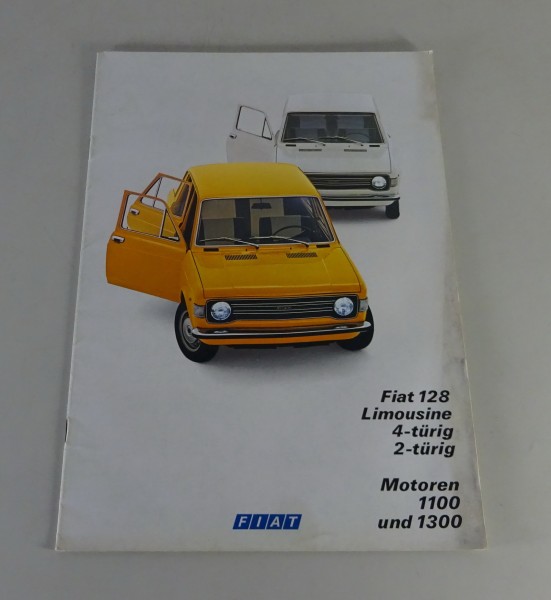 Fiat 128
Limousine
4-türig
2-türig
Motoren
1100
und 1300
FIAT